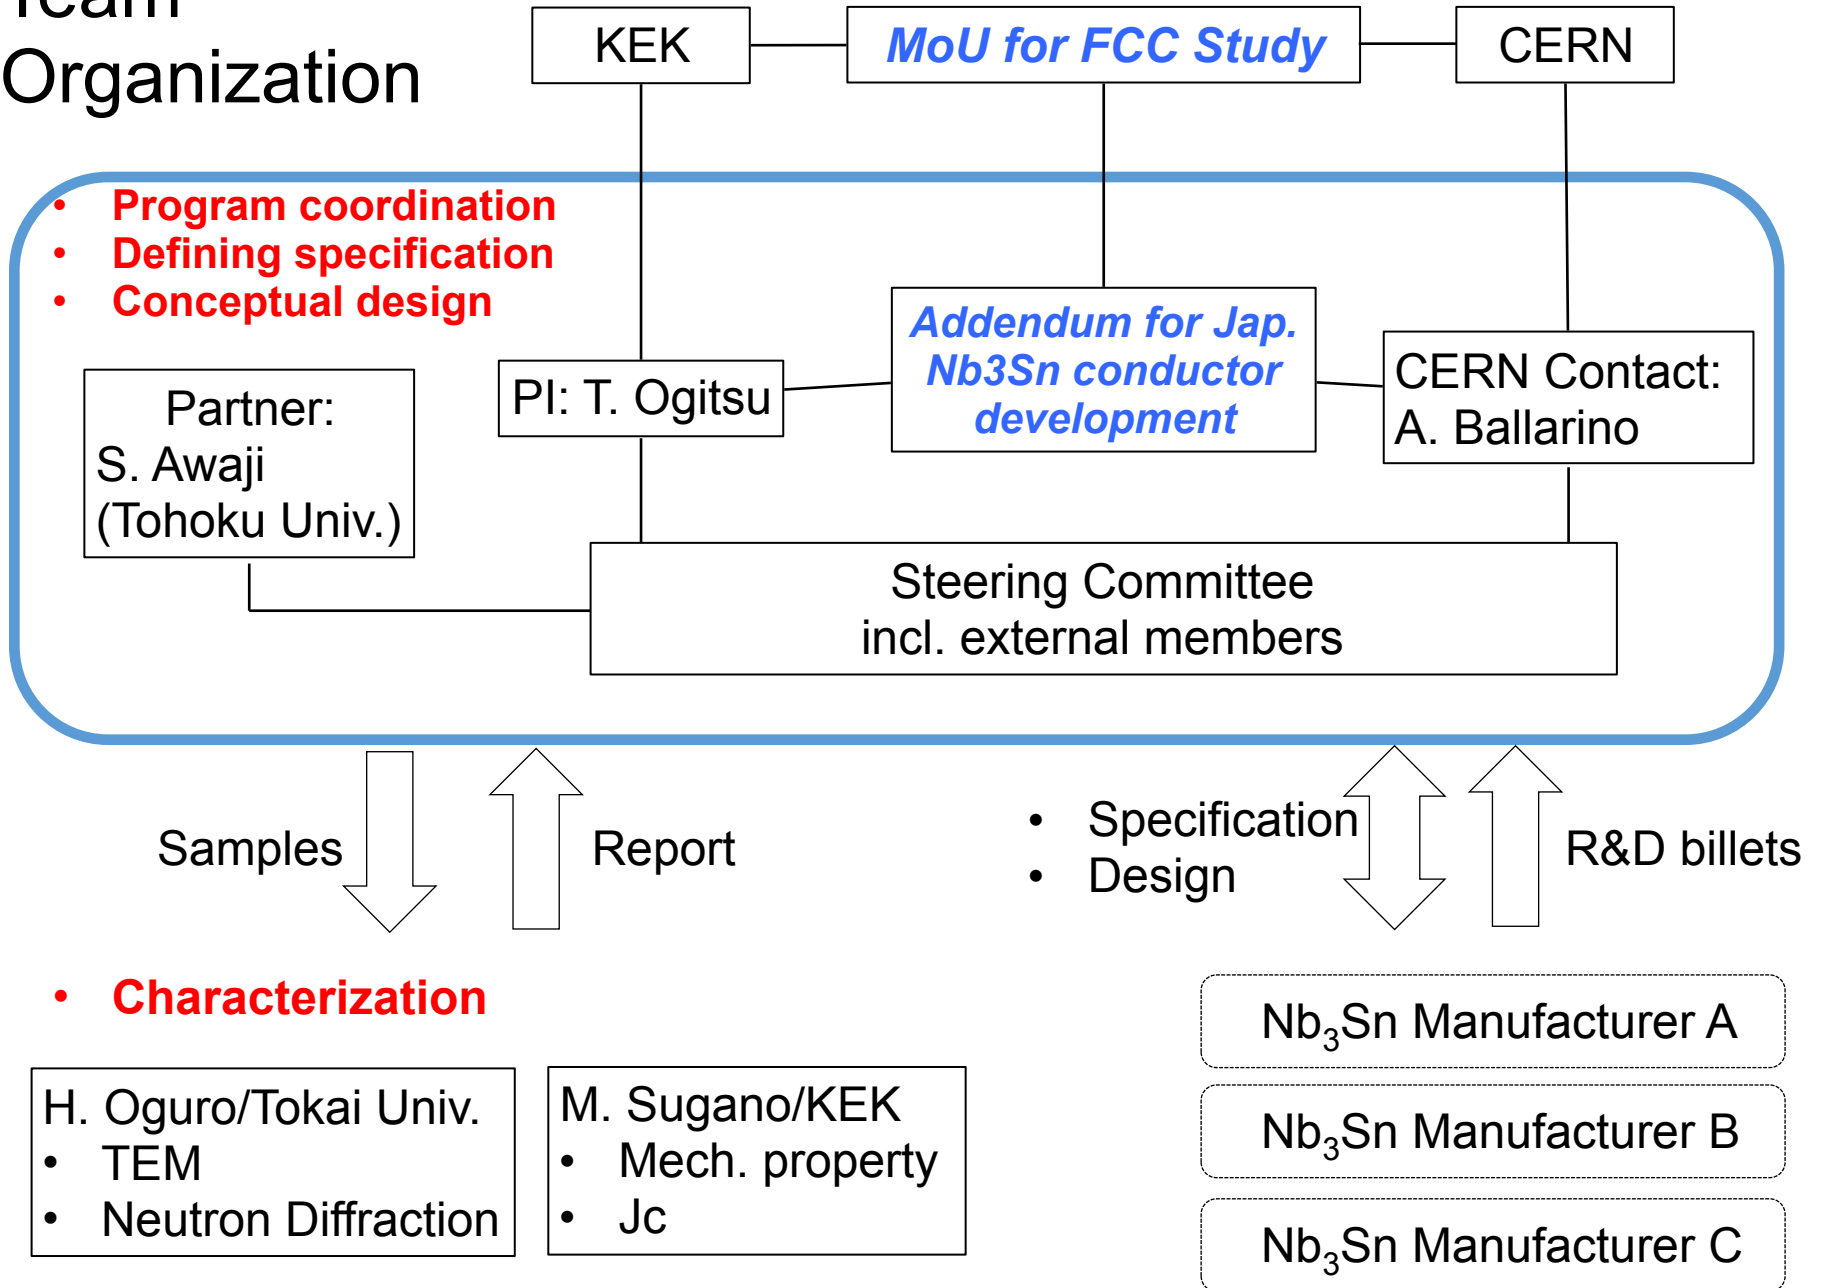 Team
Organization
KEK
MoU for FCC Study
CERN
• Program coordination
• Defining specification
• Conceptual design
Partner:
S. Awaji
(Tohoku Univ.)
PI: T. Ogitsu
Addendum for Jap.
Nb3Sn conductor
development
CERN Contact:
A. Ballarino
Steering Committee
incl. external members
Samples
Report
• Specification
• Design
R&D billets
• Characterization
H. Oguro/Tokai Univ.
• TEM
• Neutron Diffraction
M. Sugano/KEK
• Mech. property
• Jc
Nb₃Sn Manufacturer A
Nb₃Sn Manufacturer B
Nb₃Sn Manufacturer C